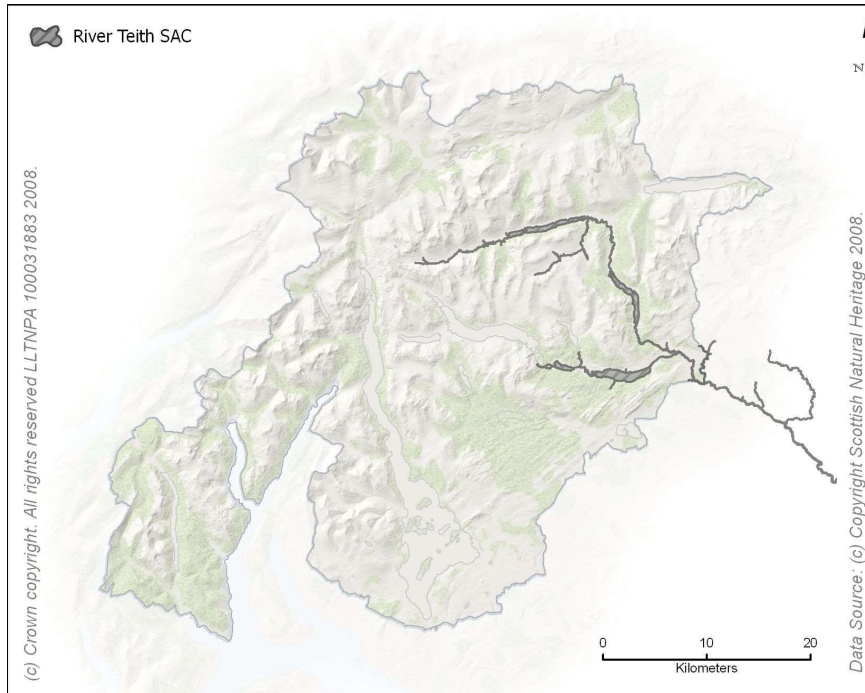 River Teith SAC
(c) Crown copyright. All rights reserved LLTNPA 100031883 2008.
Data Source: (c) Copyright Scottish Natural Heritage 2008.
0 10 20
Kilometers